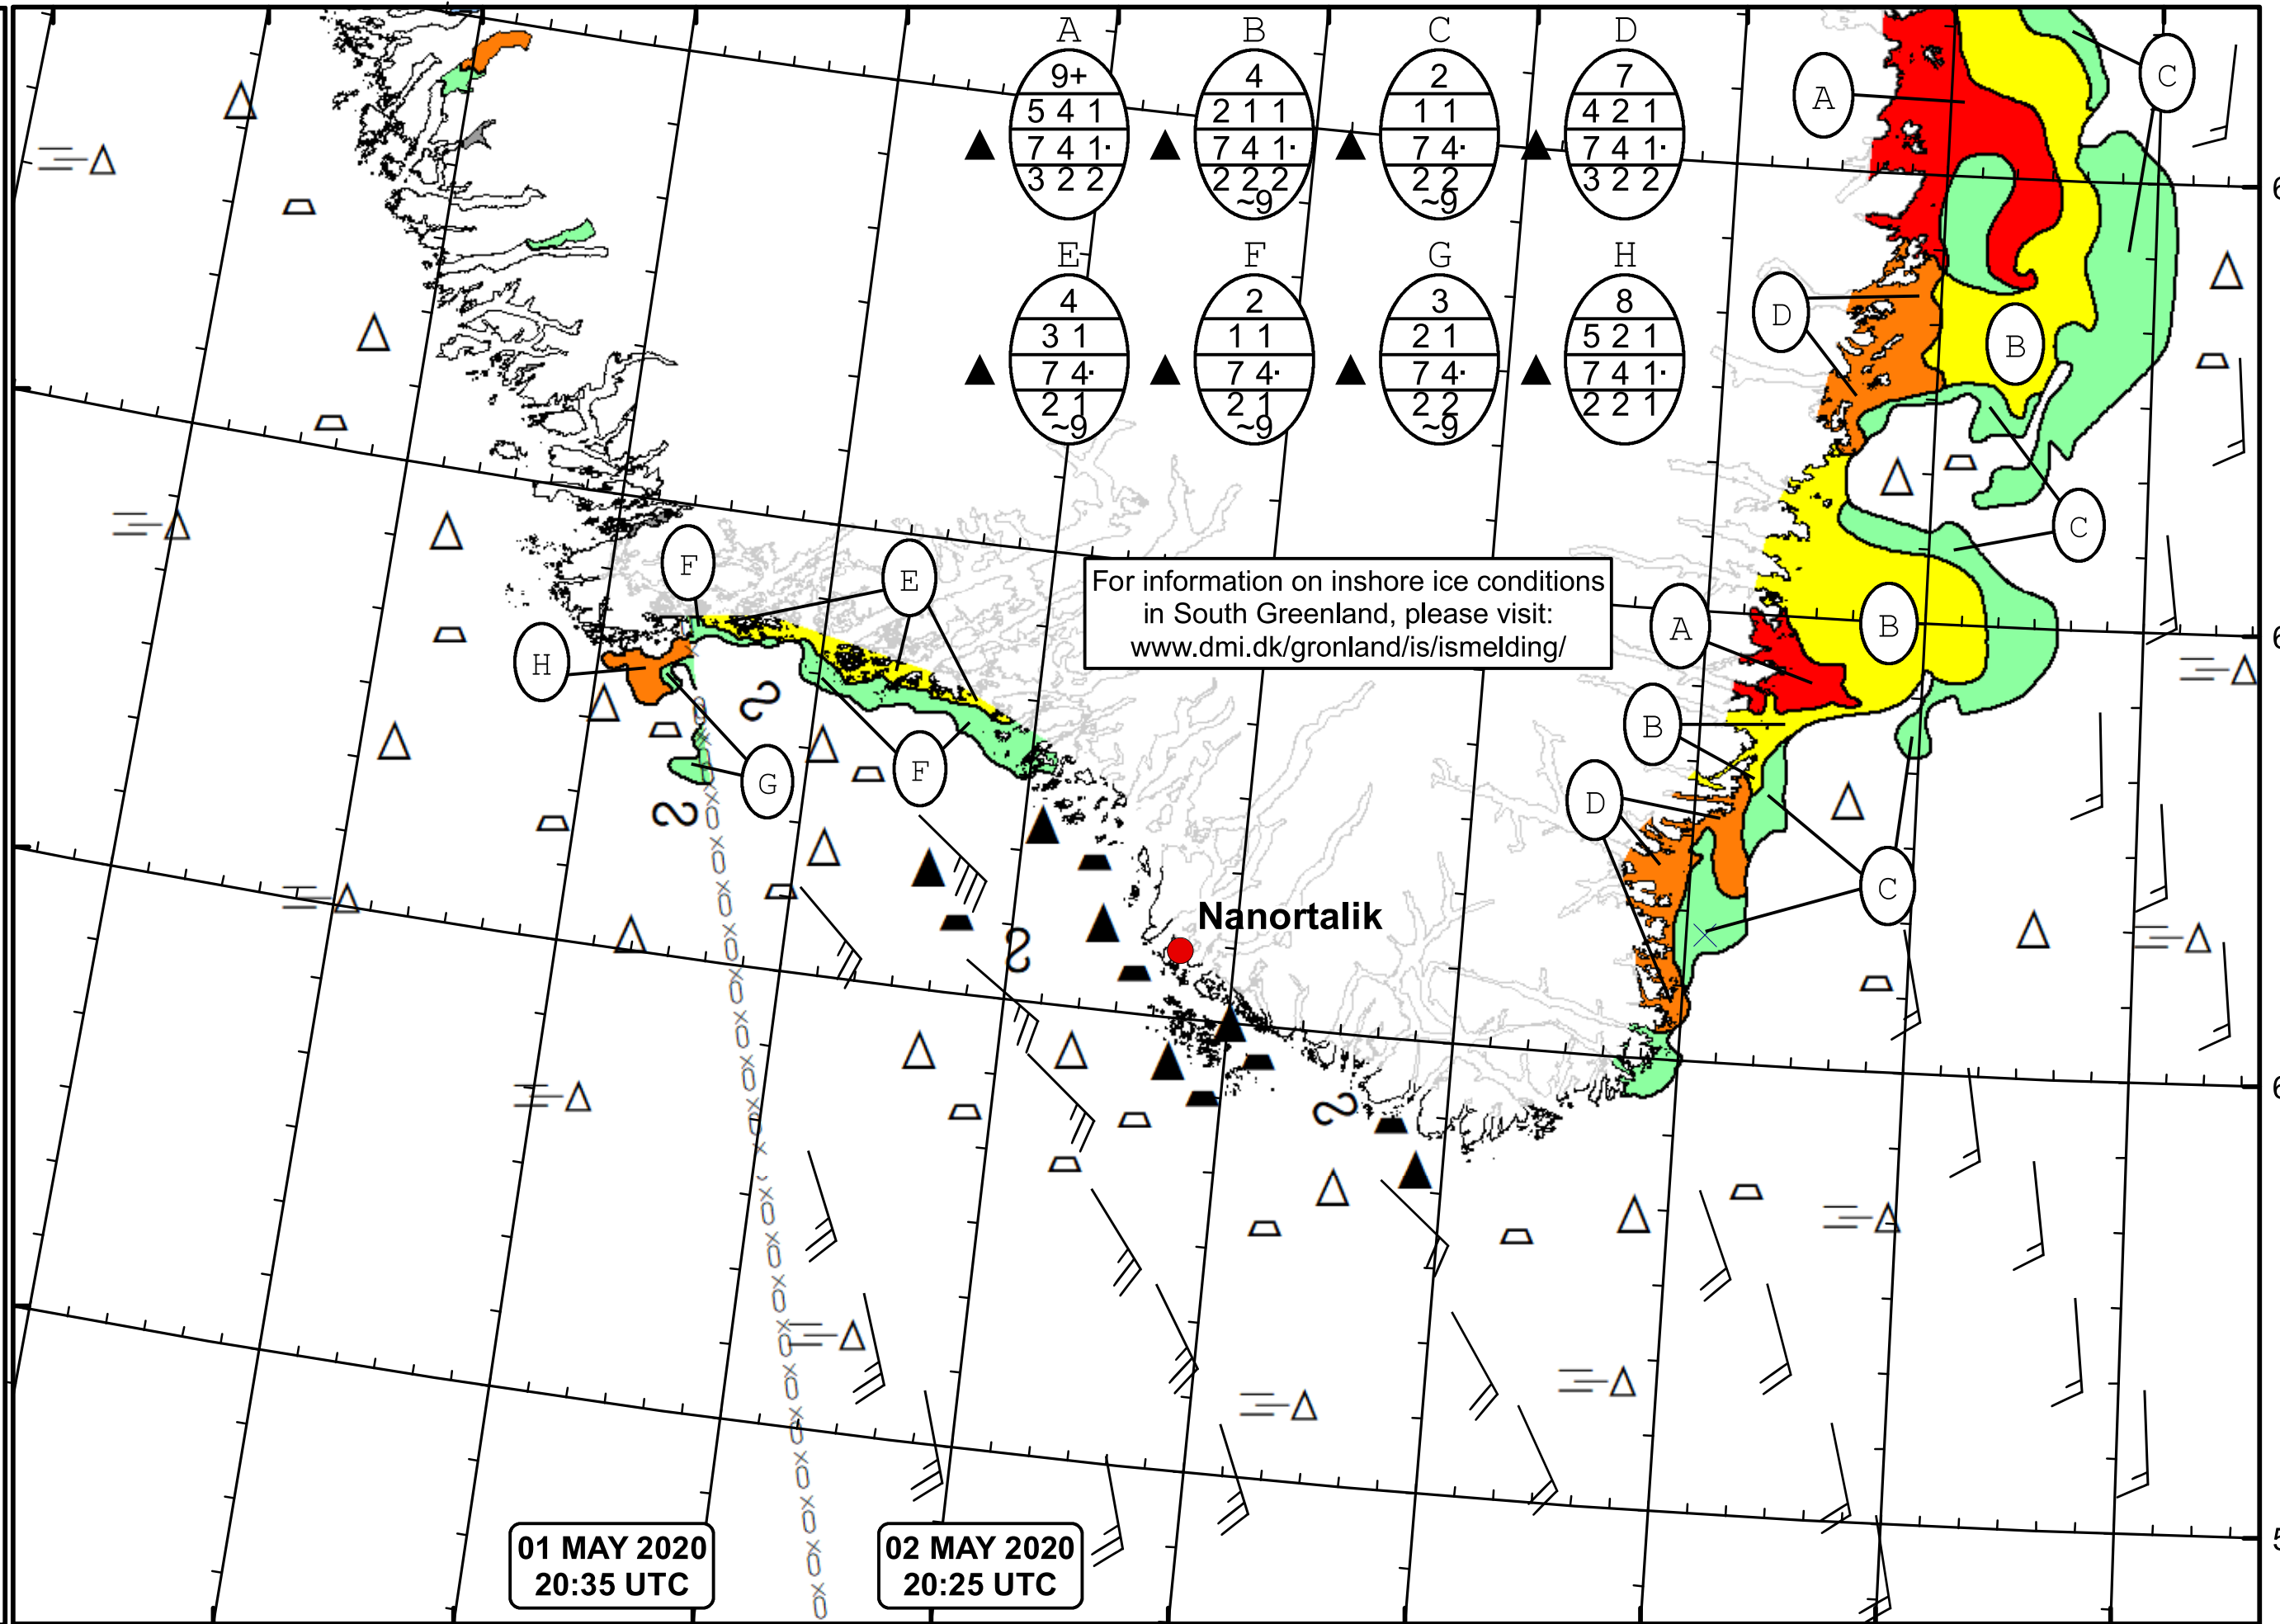 A B C D
9+ 4 2 7
5 4 1 2 1 1 1 1 4 2 1
7 4 1· 7 4 1· 7 4· 7 4 1·
3 2 2 2 2 2 2 2 3 2 2
~9 ~9
E F G H
4 2 3 8
3 1 1 1 2 1 5 2 1
7 4· 7 4· 7 4· 7 4 1·
2 1 2 1 2 2 2 2 1
~9 ~9 ~9
C
A
D
B
C
F
E
For information on inshore ice conditions
in South Greenland, please visit:
www.dmi.dk/gronland/is/ismelding/
A
B
H
B
F
G
D
C
Nanortalik
01 MAY 2020
20:35 UTC
02 MAY 2020
20:25 UTC